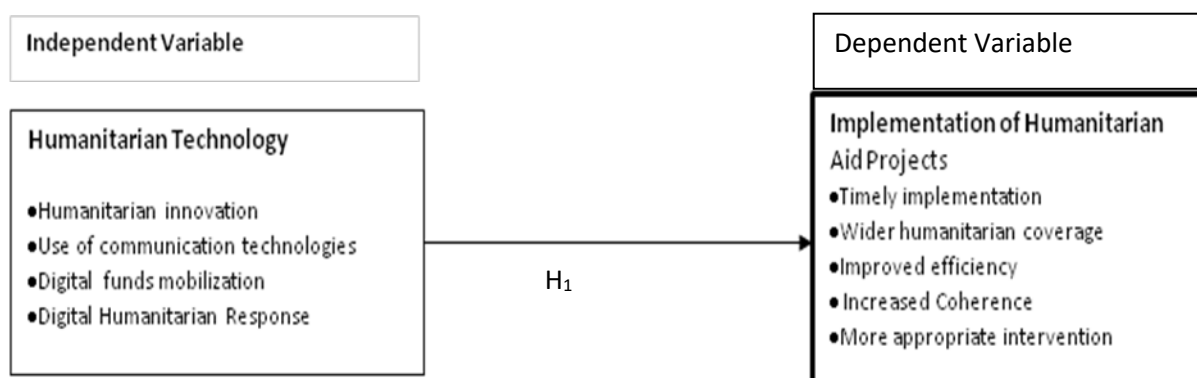 Independent Variable
Humanitarian Technology
●Humanitarian innovation
●Use of communication technologies
●Digital funds mobilization
●Digital Humanitarian Response
H₁
Dependent Variable
Implementation of Humanitarian
Aid Projects
●Timely implementation
●Wider humanitarian coverage
●Improved efficiency
●Increased Coherence
●More appropriate intervention